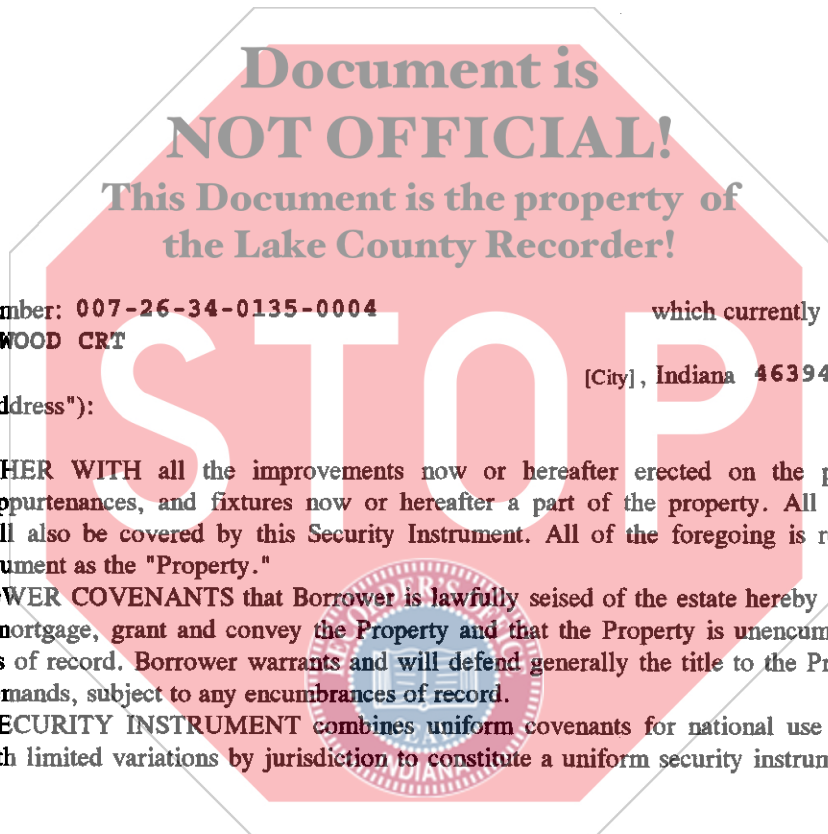 Document is
NOT OFFICIAL!
This Document is the property of
the Lake County Recorder!
mber: 007-26-34-0135-0004 which currently
WOOD CRT
[City], Indiana 46394
ddress"):
STOP
HER WITH all the improvements now or hereafter erected on the p
ppurtenances, and fixtures now or hereafter a part of the property. All
ll also be covered by this Security Instrument. All of the foregoing is r
ument as the "Property."
WER COVENANTS that Borrower is lawfully seised of the estate hereby
mortgage, grant and convey the Property and that the Property is unencum
s of record. Borrower warrants and will defend generally the title to the Pr
mands, subject to any encumbrances of record.
ECURITY INSTRUMENT combines uniform covenants for national use
th limited variations by jurisdiction to constitute a uniform security instrum
RECORDER'S OFFICE
INDIANA